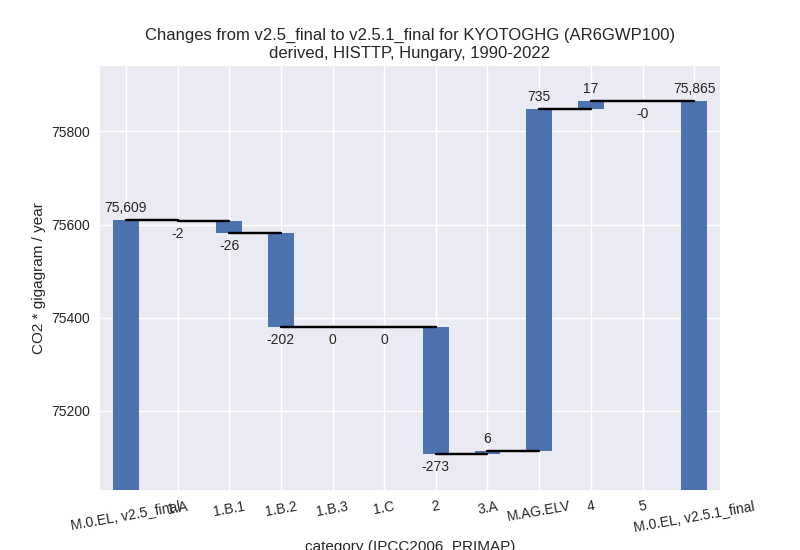 Changes from v2.5_final to v2.5.1_final for KYOTOGHG (AR6GWP100)
derived, HISTTP, Hungary, 1990-2022
CO2 * gigagram / year
75800
75600
75400
75200
75,609
-2
-26
-202
0
0
-273
6
735
17
-0
75,865
M.0.EL, v2.5_final
1.A
1.B.1
1.B.2
1.B.3
1.C
2
3.A
M.AG.ELV
4
5
M.0.EL, v2.5.1_final
category (IPCC2006_PRIMAP)